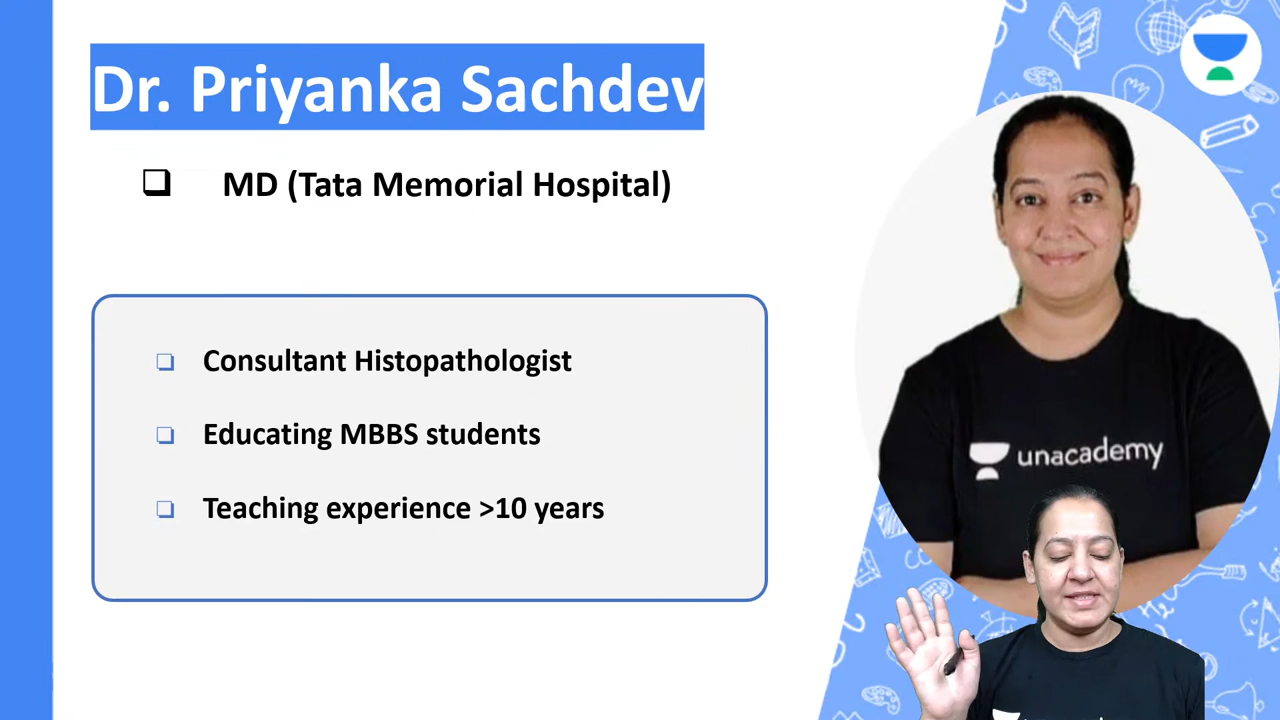 Dr. Priyanka Sachdev
❑ MD (Tata Memorial Hospital)
❑ Consultant Histopathologist
❑ Educating MBBS students
❑ Teaching experience >10 years
unacademy